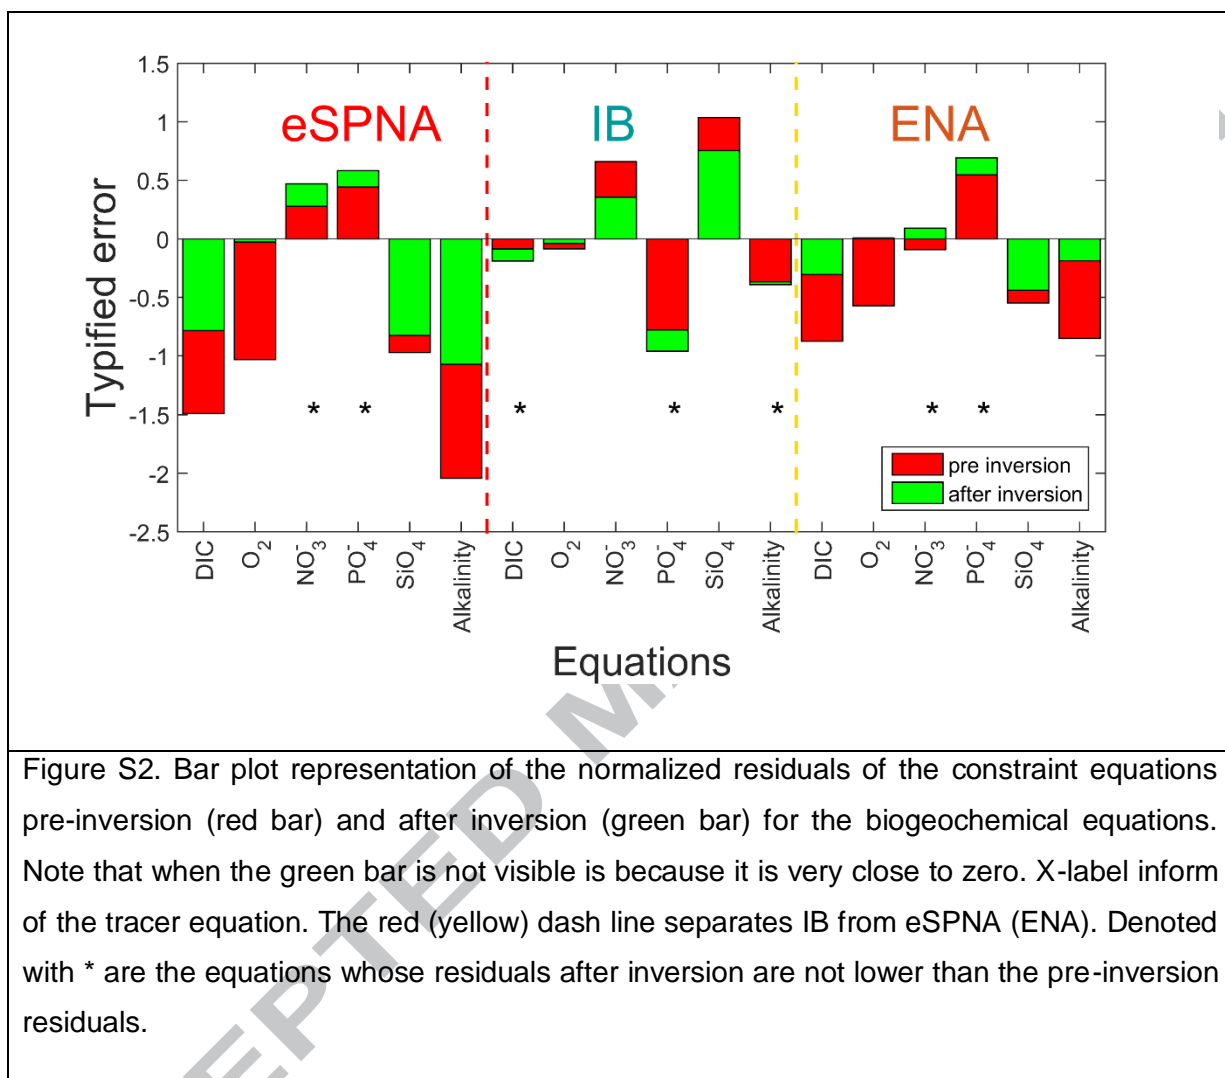 eSPNA IB ENA
1.5
1
0.5
0
-0.5
-1
-1.5
-2
-2.5
Typified error
* * * * * * *
pre inversion
after inversion
DIC O2 NO3- PO4- SiO4 Alkalinity DIC O2 NO3- PO4- SiO4 Alkalinity DIC O2 NO3- PO4- SiO4 Alkalinity
Equations
Figure S2. Bar plot representation of the normalized residuals of the constraint equations
pre-inversion (red bar) and after inversion (green bar) for the biogeochemical equations.
Note that when the green bar is not visible is because it is very close to zero. X-label inform
of the tracer equation. The red (yellow) dash line separates IB from eSPNA (ENA). Denoted
with * are the equations whose residuals after inversion are not lower than the pre-inversion
residuals.